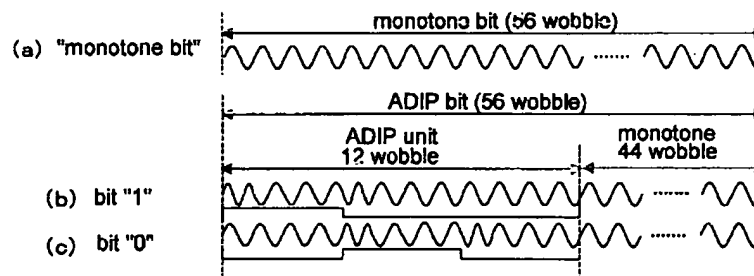 monotone bit (56 wobble)
(a) "monotone bit"
ADIP bit (56 wobble)
ADIP unit
12 wobble
monotone
44 wobble
(b) bit "1"
(c) bit "0"